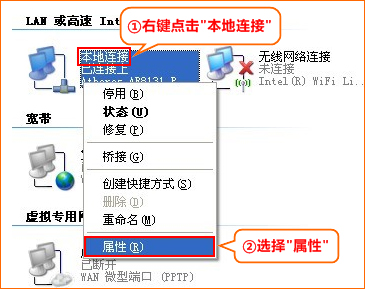 LAN 或高速 Int
①右键点击"本地连接"
本地连接
已连接上
Atheros AR8131 P
无线网络连接
未连接
Intel(R) WiFi Li...
停用(B)
状态(U)
修复(P)
宽带
桥接(G)
创建快捷方式(S)
删除(D)
重命名(M)
虚拟专用网
属性(R)
②选择"属性"
已断开
WAN 微型端口 (PPTP)